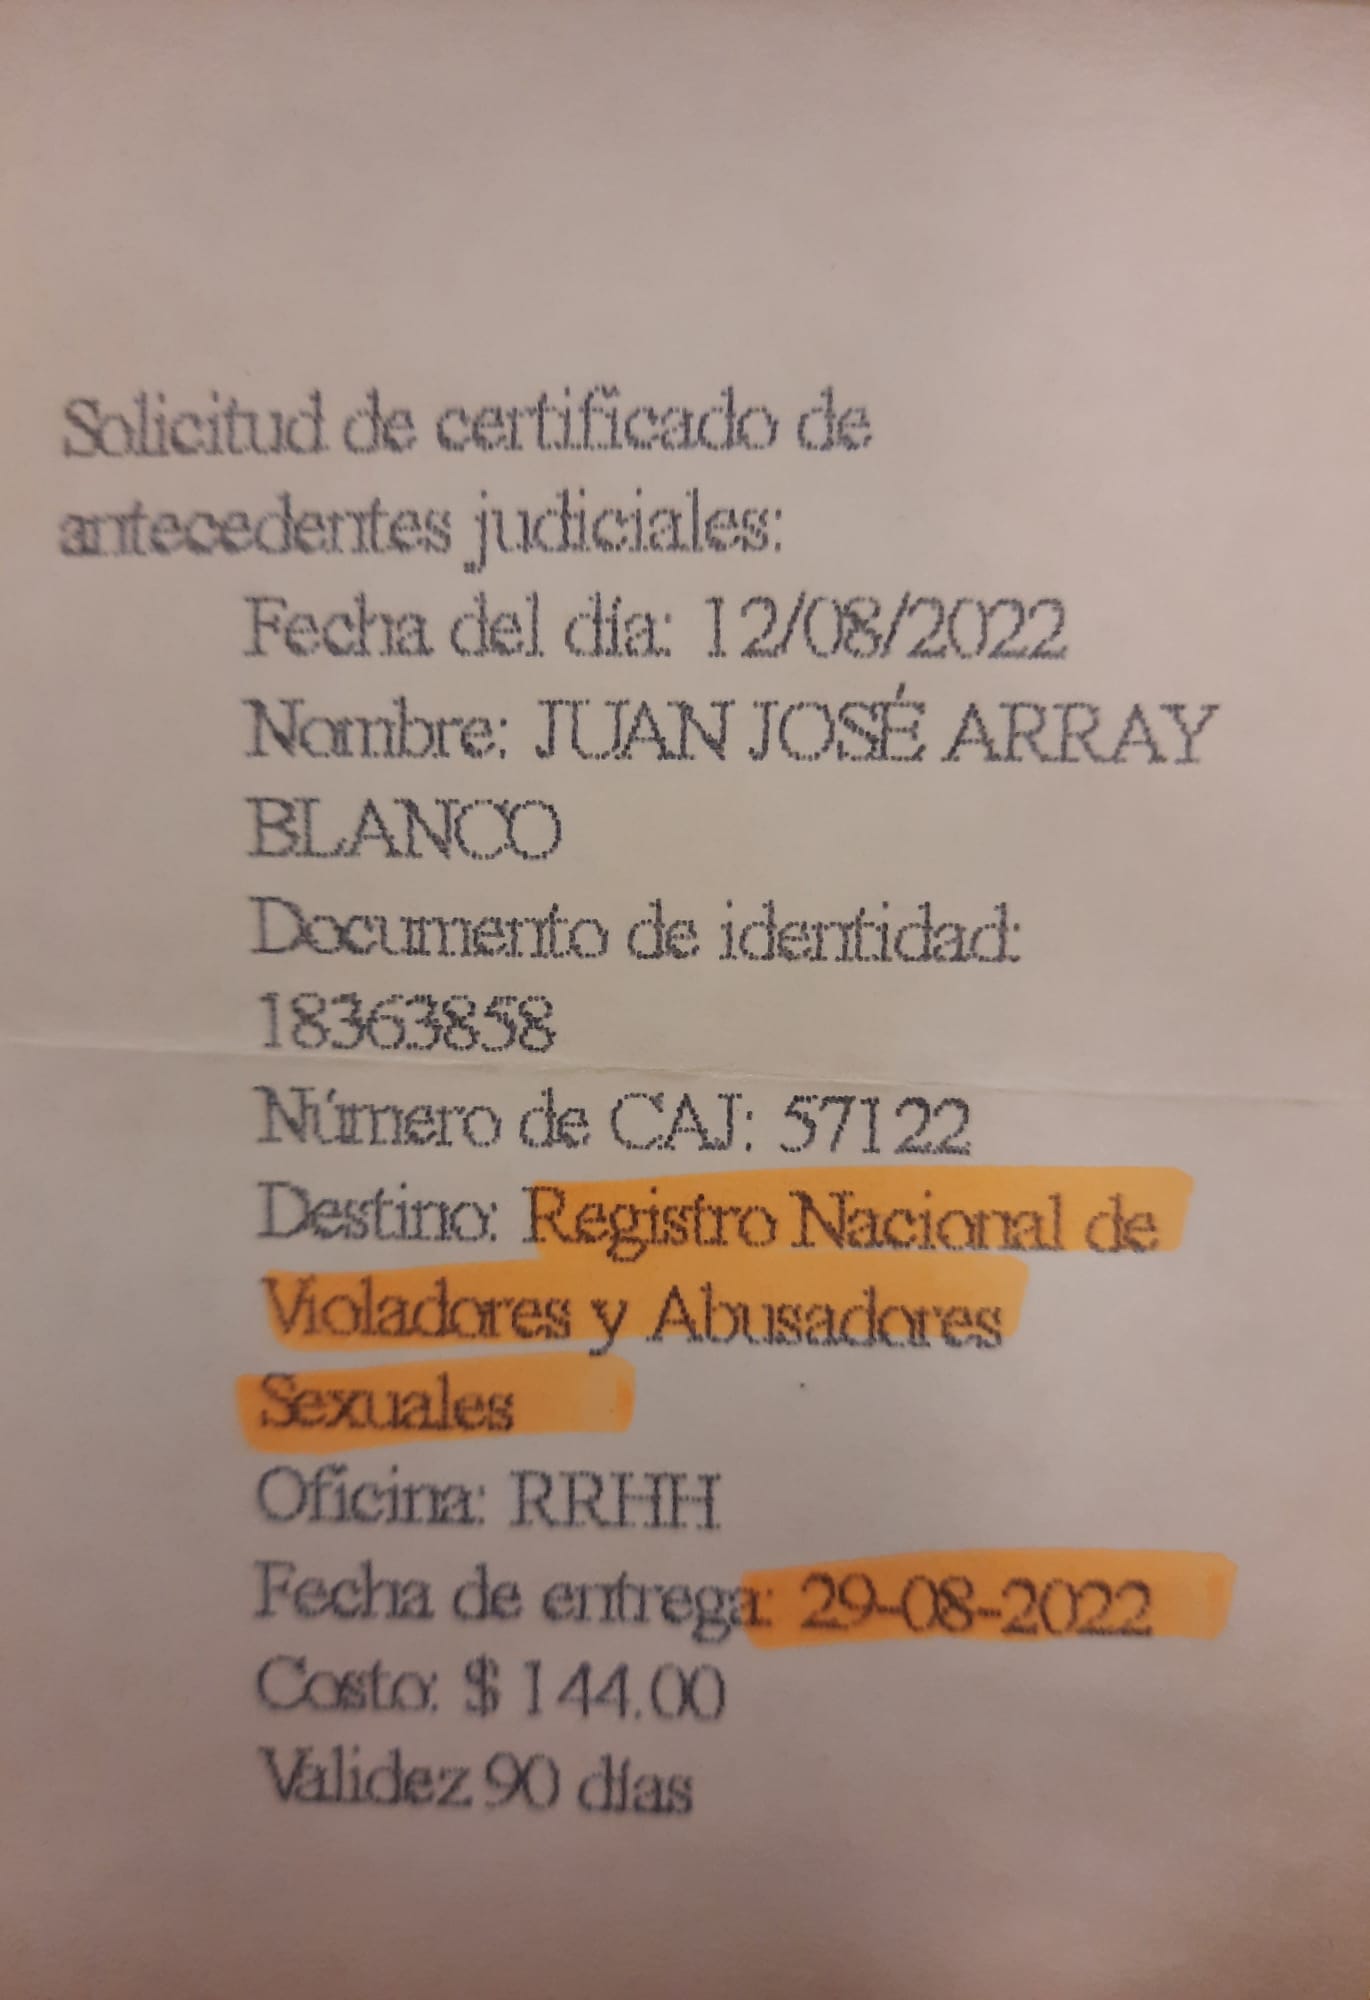 Solicitud de certificado de
antecedentes judiciales:
Fecha del día: 12/08/2022
Nombre: JUAN JOSÉ ARRAY
BLANCO
Documento de identidad:
18363858
Número de CAJ: 57122
Destino: Registro Nacional de
Violadores y Abusadores
Sexuales
Oficina: RRHH
Fecha de entrega: 29-08-2022
Costo: $ 144.00
Validez 90 días